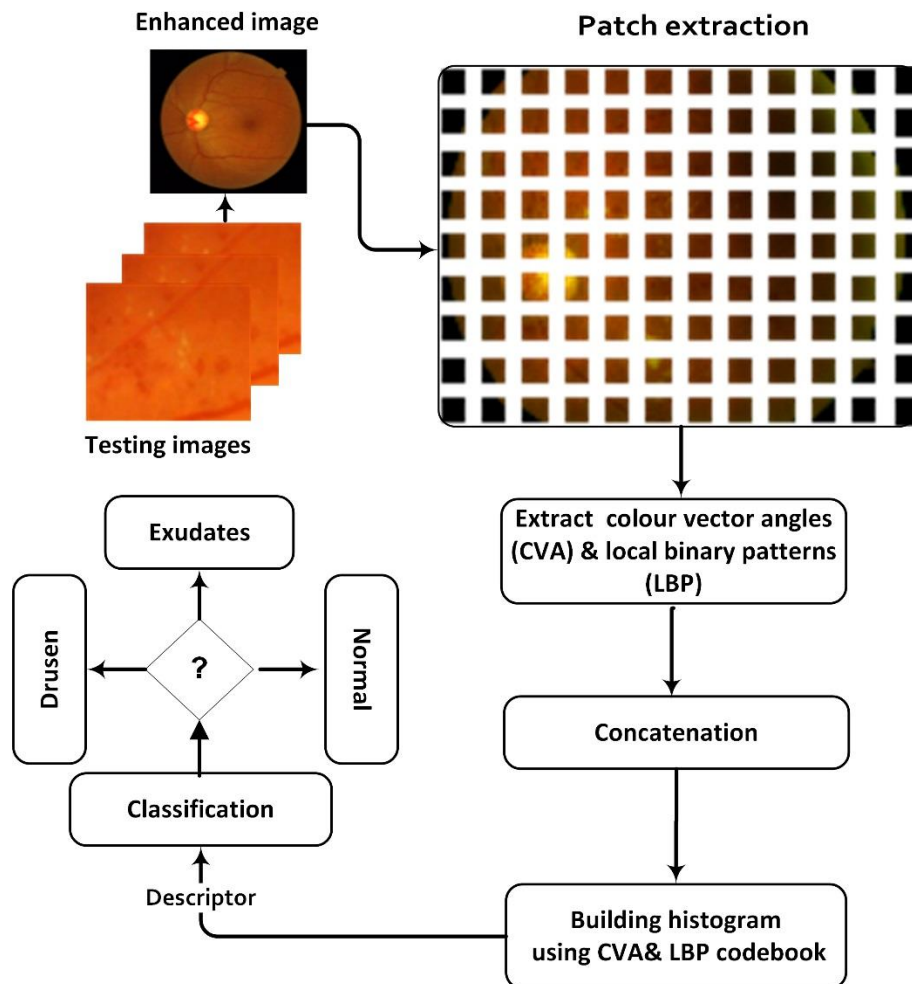 Enhanced image
Patch extraction
Testing images
Extract colour vector angles
(CVA) & local binary patterns
(LBP)
Exudates
Drusen
?
Normal
Concatenation
Classification
Descriptor
Building histogram
using CVA& LBP codebook